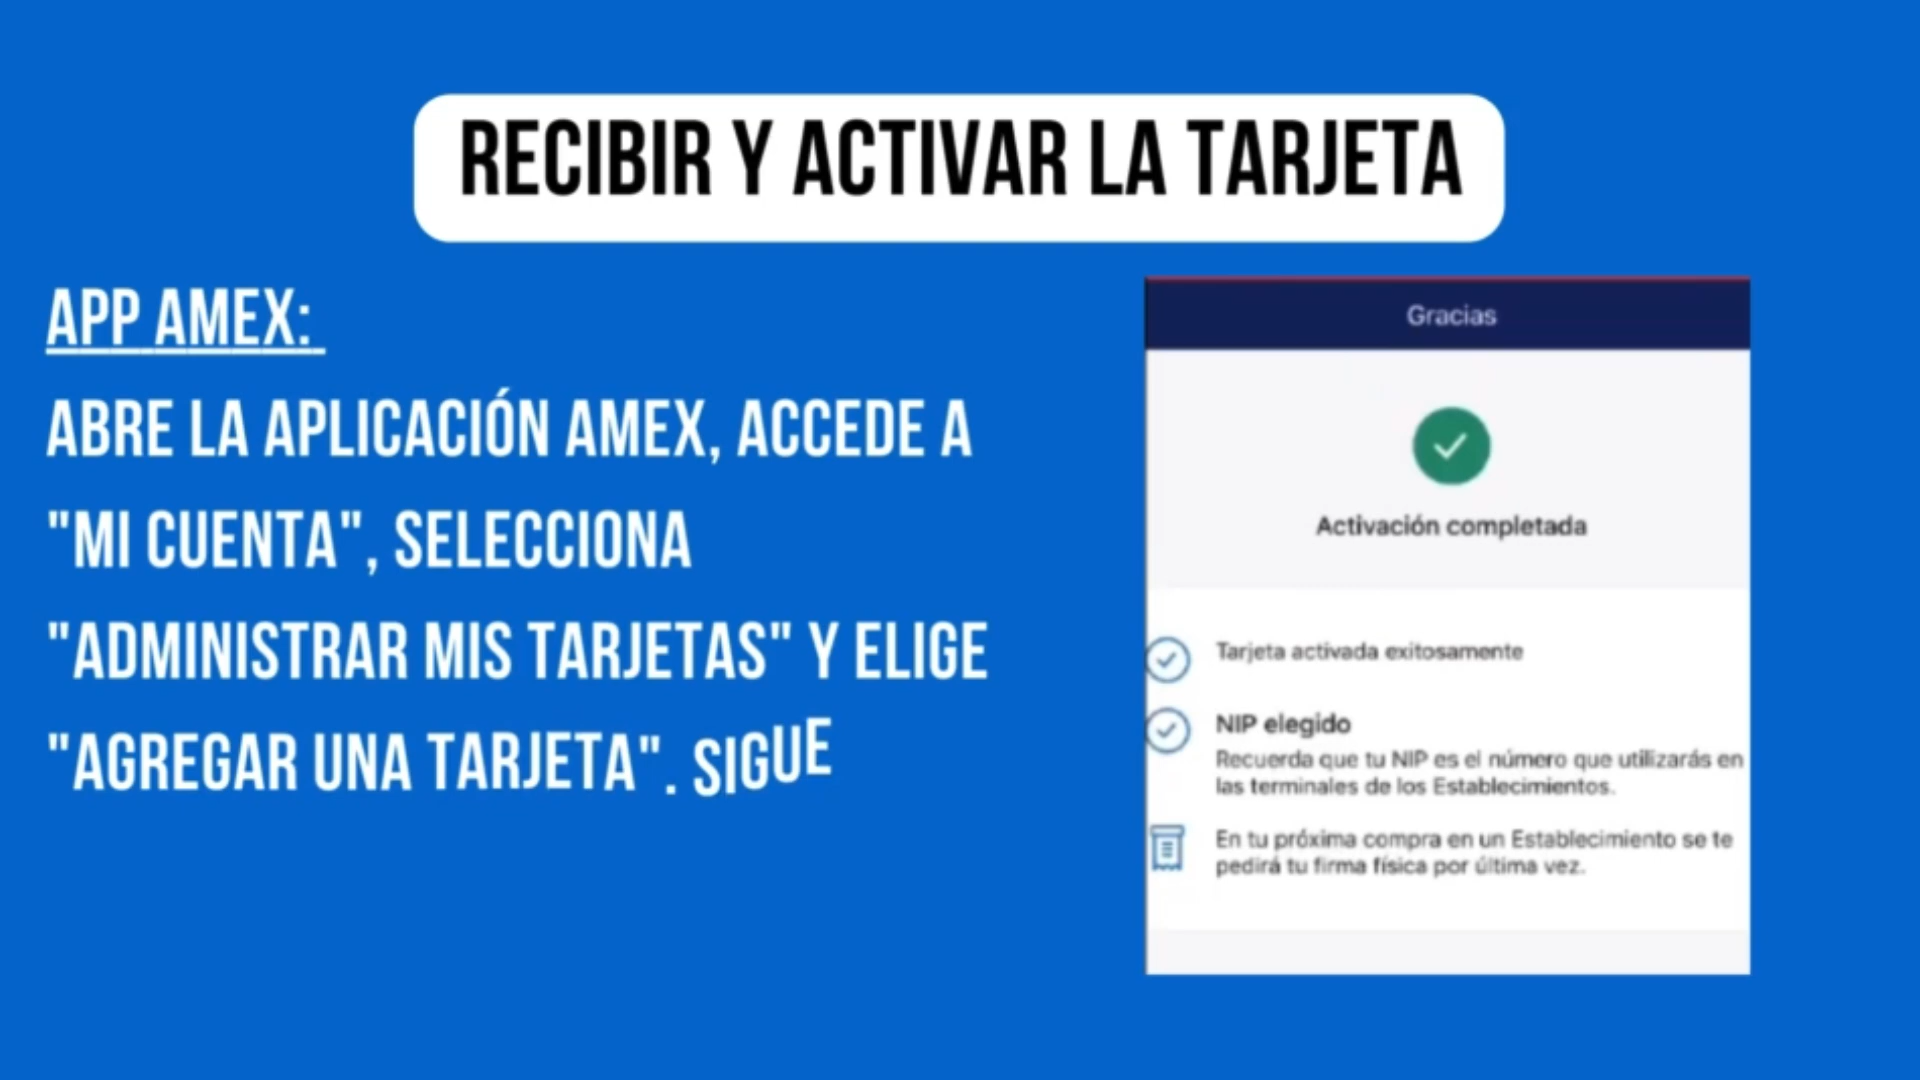 RECIBIR Y ACTIVAR LA TARJETA
APP AMEX:
ABRE LA APLICACIÓN AMEX, ACCEDE A
"MI CUENTA", SELECCIONA
"ADMINISTRAR MIS TARJETAS" Y ELIGE
"AGREGAR UNA TARJETA". SIGUE
Gracias
Activación completada
Tarjeta activada exitosamente
NIP elegido
Recuerda que tu NIP es el número que utilizarás en
las terminales de los Establecimientos.
En tu próxima compra en un Establecimiento se te
pedirá tu firma física por última vez.